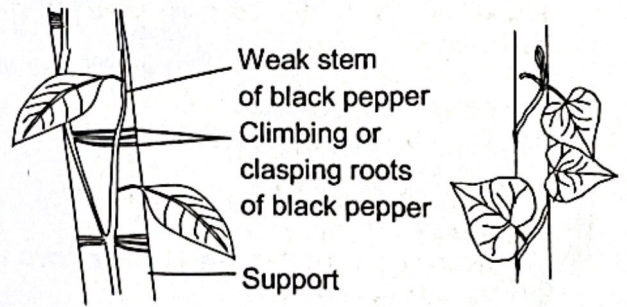 Weak stem
of black pepper
Climbing or
clasping roots
of black pepper
Support